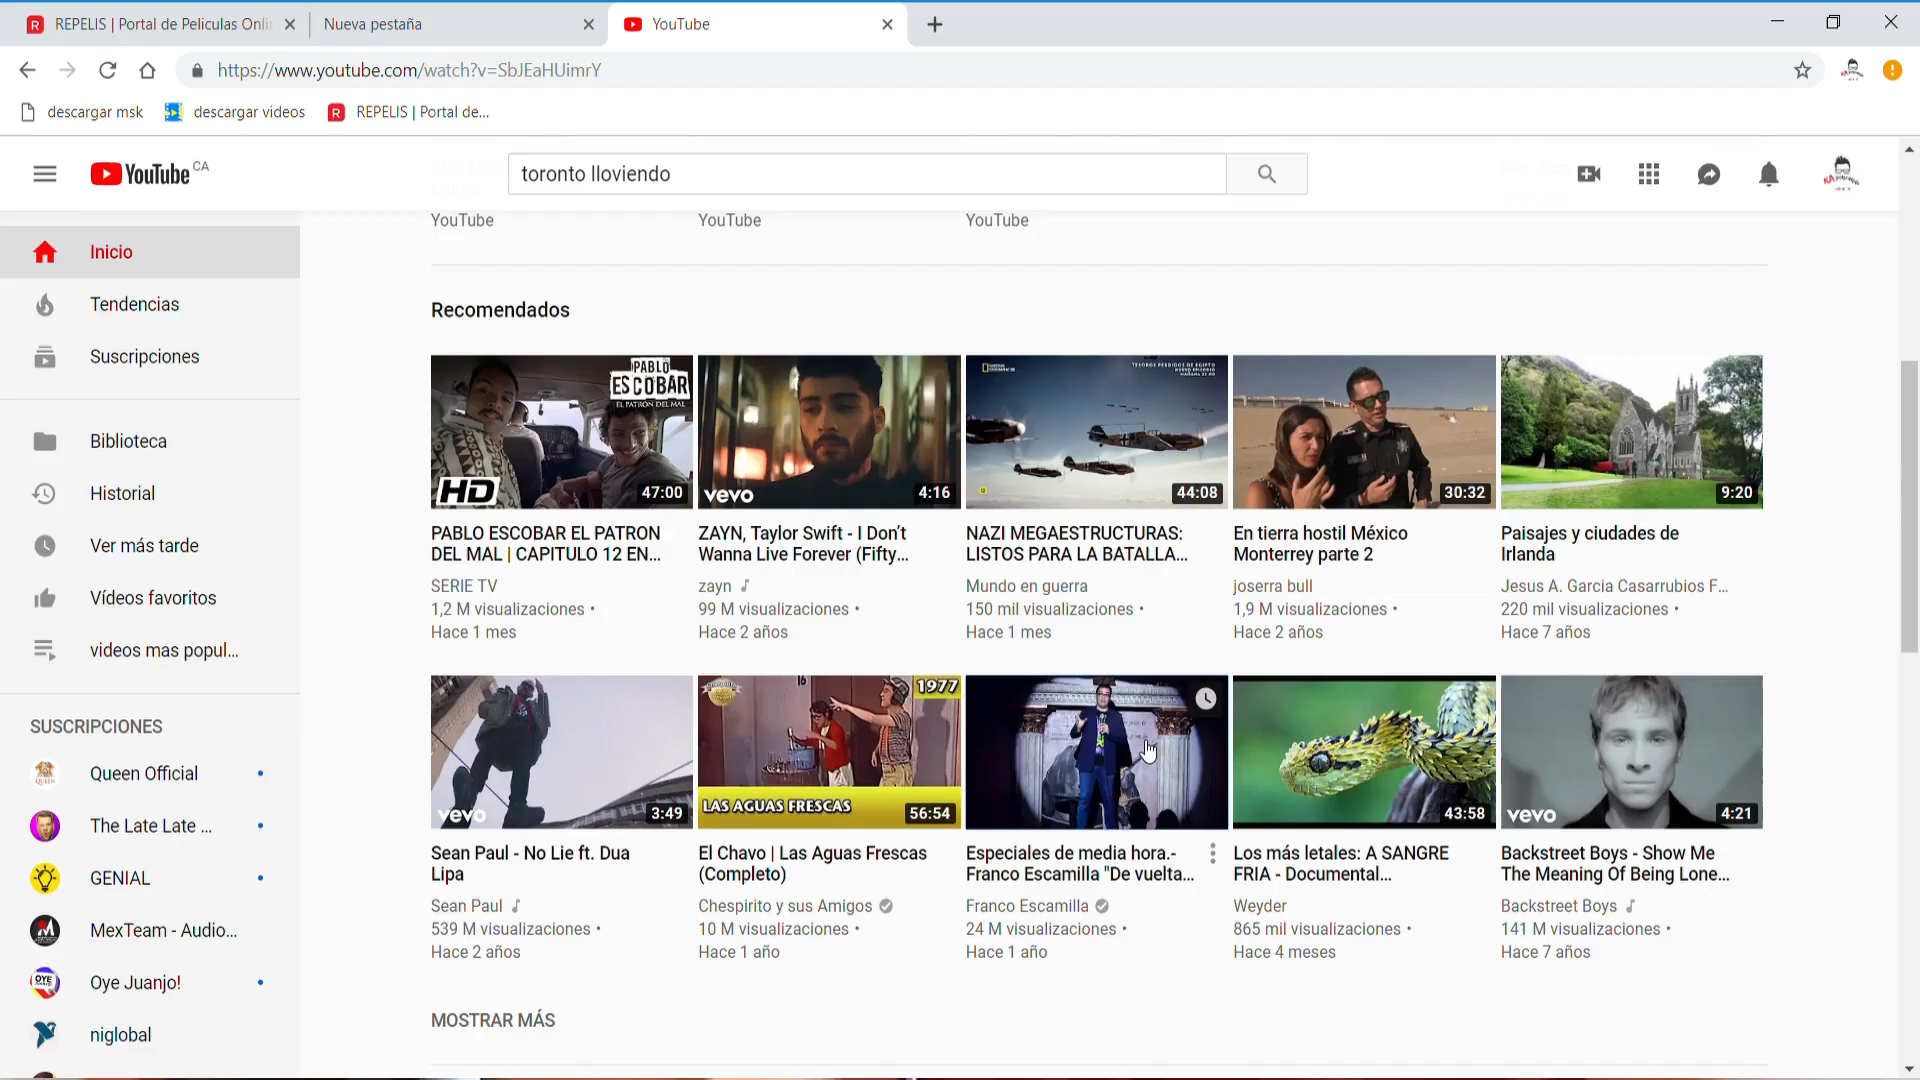 REPELIS | Portal de Peliculas Onli
Nueva pestaña
YouTube
https://www.youtube.com/watch?v=SbJEaHUimrY
descargar msk
descargar videos
REPELIS | Portal de...
YouTube CA
toronto lloviendo
YouTube
YouTube
YouTube
Inicio
Tendencias
Suscripciones
Biblioteca
Historial
Ver más tarde
Vídeos favoritos
videos mas popul...
SUSCRIPCIONES
Queen Official
The Late Late ...
GENIAL
MexTeam - Audio...
Oye Juanjo!
niglobal
Recomendados
PABLO
ESCOBAR
EL PATRÓN DEL MAL
HD
47:00
PABLO ESCOBAR EL PATRON
DEL MAL | CAPITULO 12 EN...
SERIE TV
1,2 M visualizaciones •
Hace 1 mes
vevo
4:16
ZAYN, Taylor Swift - I Don’t
Wanna Live Forever (Fifty...
zayn
99 M visualizaciones •
Hace 2 años
44:08
NAZI MEGAESTRUCTURAS:
LISTOS PARA LA BATALLA...
Mundo en guerra
150 mil visualizaciones •
Hace 1 mes
30:32
En tierra hostil México
Monterrey parte 2
joserra bull
1,9 M visualizaciones •
Hace 2 años
9:20
Paisajes y ciudades de
Irlanda
Jesus A. Garcia Casarrubios F...
220 mil visualizaciones •
Hace 7 años
vevo
3:49
Sean Paul - No Lie ft. Dua
Lipa
Sean Paul
539 M visualizaciones •
Hace 2 años
1977
LAS AGUAS FRESCAS
56:54
El Chavo | Las Aguas Frescas
(Completo)
Chespirito y sus Amigos
10 M visualizaciones •
Hace 1 año
Especiales de media hora.-
Franco Escamilla "De vuelta...
Franco Escamilla
24 M visualizaciones •
Hace 1 año
43:58
Los más letales: A SANGRE
FRIA - Documental...
Weyder
865 mil visualizaciones •
Hace 4 meses
vevo
4:21
Backstreet Boys - Show Me
The Meaning Of Being Lone...
Backstreet Boys
141 M visualizaciones •
Hace 7 años
MOSTRAR MÁS